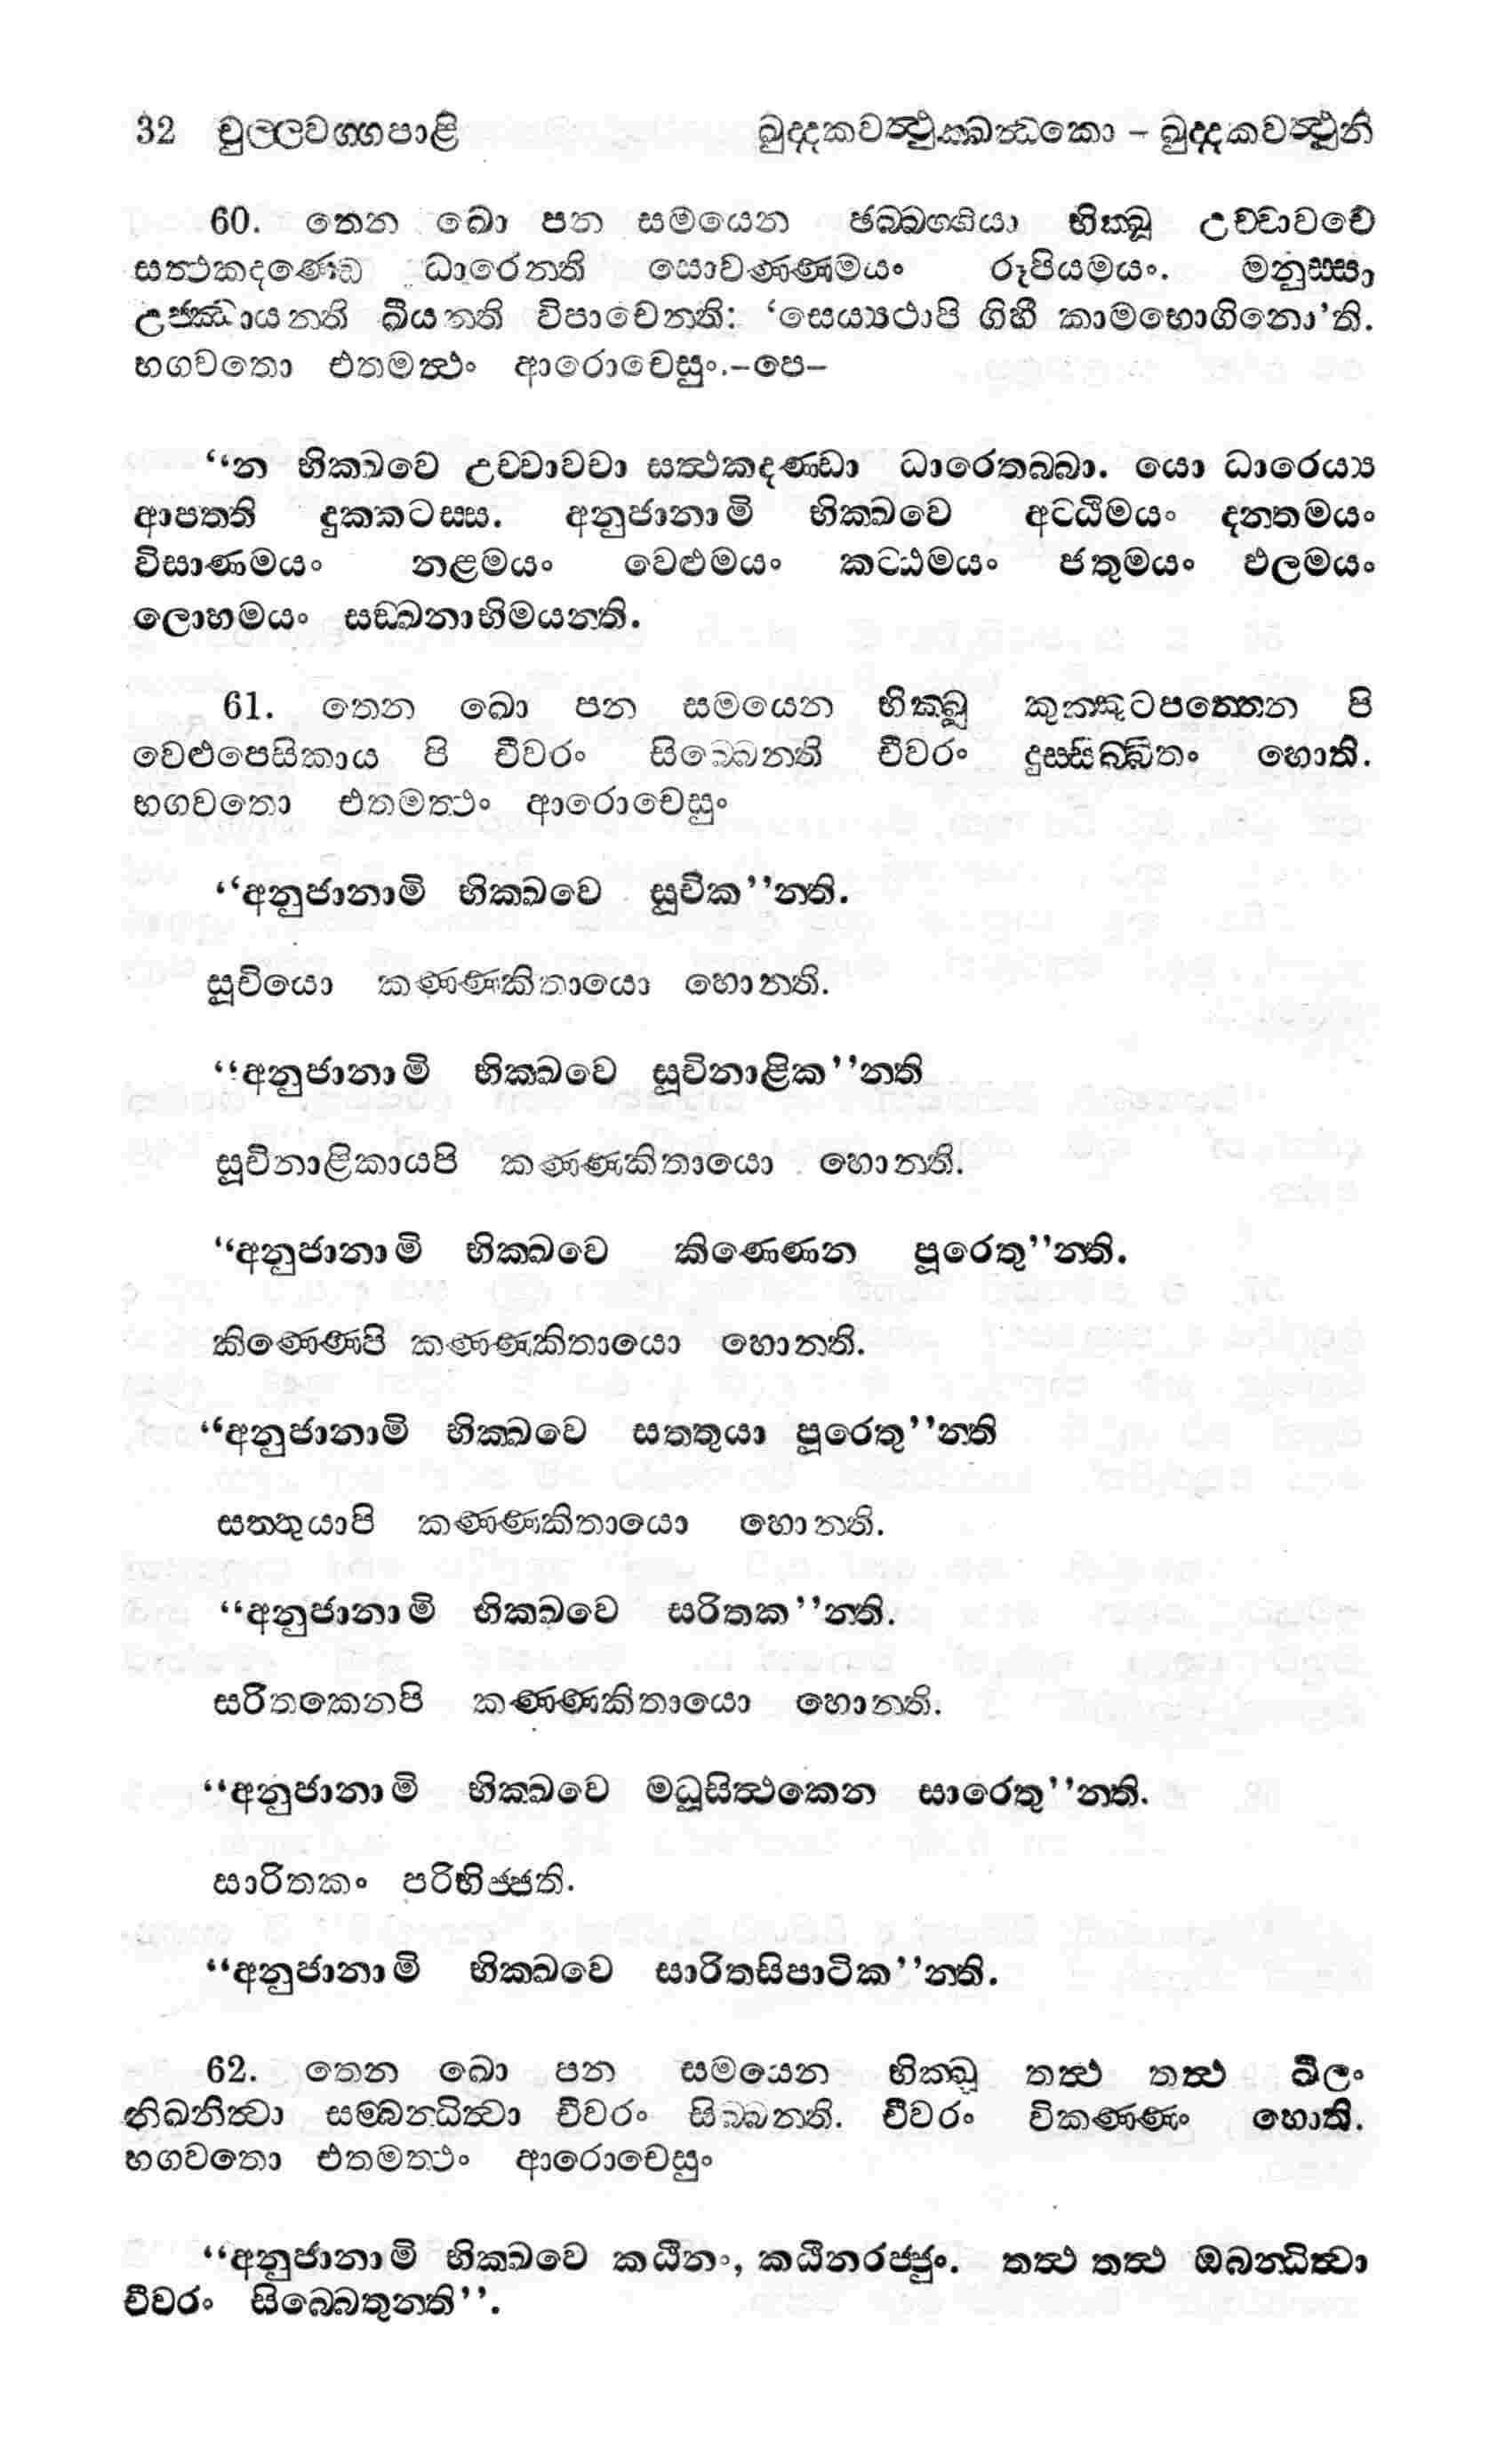 32 චුල්ලවග්ගපාළි ඛුද්දකවත්ථුක්ඛන්ධකො – ඛුද්දකවත්ථූනි
60. තෙන ඛො පන සමයෙන ඡබ්බග්ගියා භික්ඛූ උච්චාවචෙ
සත්ථකදණ්ඩෙ ධාරෙන්ති සොවණ්ණමයං රූපියමයං. මනුස්සා
උජ්ඣායන්ති ඛීයන්ති විපාචෙන්ති: ‘සෙය්‍යථාපි ගිහී කාමභොගිනො’ති.
භගවතො එතමත්ථං ආරොචෙසුං.–පෙ–
‘‘න භික්ඛවෙ උච්චාවචා සත්ථකදණ්ඩා ධාරෙතබ්බා. යො ධාරෙය්‍ය
ආපත්ති දුක්කටස්ස. අනුජානාමි භික්ඛවෙ අට්ඨිමයං දන්තමයං
විසාණමයං නළමයං වෙළුමයං කට්ඨමයං ජතුමයං ඵලමයං
ලොහමයං සඞ්ඛනාභිමයන්ති.
61. තෙන ඛො පන සමයෙන භික්ඛූ කුක්කුටපත්තෙන පි
වෙළුපෙසිකාය පි චීවරං සිබ්බෙන්ති චීවරං දුස්සිබ්බිතං හොති.
භගවතො එතමත්ථං ආරොචෙසුං
‘‘අනුජානාමි භික්ඛවෙ සූචික’’න්ති.
සූචියො කණ්ණකිතායො හොන්ති.
‘‘අනුජානාමි භික්ඛවෙ සූචිනාළික’’න්ති
සූචිනාළිකායපි කණ්ණකිතායො හොන්ති.
‘‘අනුජානාමි භික්ඛවෙ කිණ්ණෙන පූරෙතු’’න්ති.
කිණ්ණෙපි කණ්ණකිතායො හොන්ති.
‘‘අනුජානාමි භික්ඛවෙ සත්තුයා පූරෙතු’’න්ති
සත්තුයාපි කණ්ණකිතායො හොන්ති.
‘‘අනුජානාමි භික්ඛවෙ සරිතක’’න්ති.
සරිතකෙනපි කණ්ණකිතායො හොන්ති.
‘‘අනුජානාමි භික්ඛවෙ මධූසිත්ථකෙන සාරෙතු’’න්ති.
සාරිතකං පරිභිජ්ජති.
‘‘අනුජානාමි භික්ඛවෙ සාරිතසිපාටික’’න්ති.
62. තෙන ඛො පන සමයෙන භික්ඛූ තත්ථ තත්ථ ඛීලං
නිඛනිත්වා සම්බන්ධිත්වා චීවරං සිබ්බන්ති. චීවරං විකණ්ණං හොති.
භගවතො එතමත්ථං ආරොචෙසුං
‘‘අනුජානාමි භික්ඛවෙ කඨිනං, කඨිනරජ්ජුං. තත්ථ තත්ථ ඔබන්ධිත්වා
චීවරං සිබ්බෙතුන්ති’’.